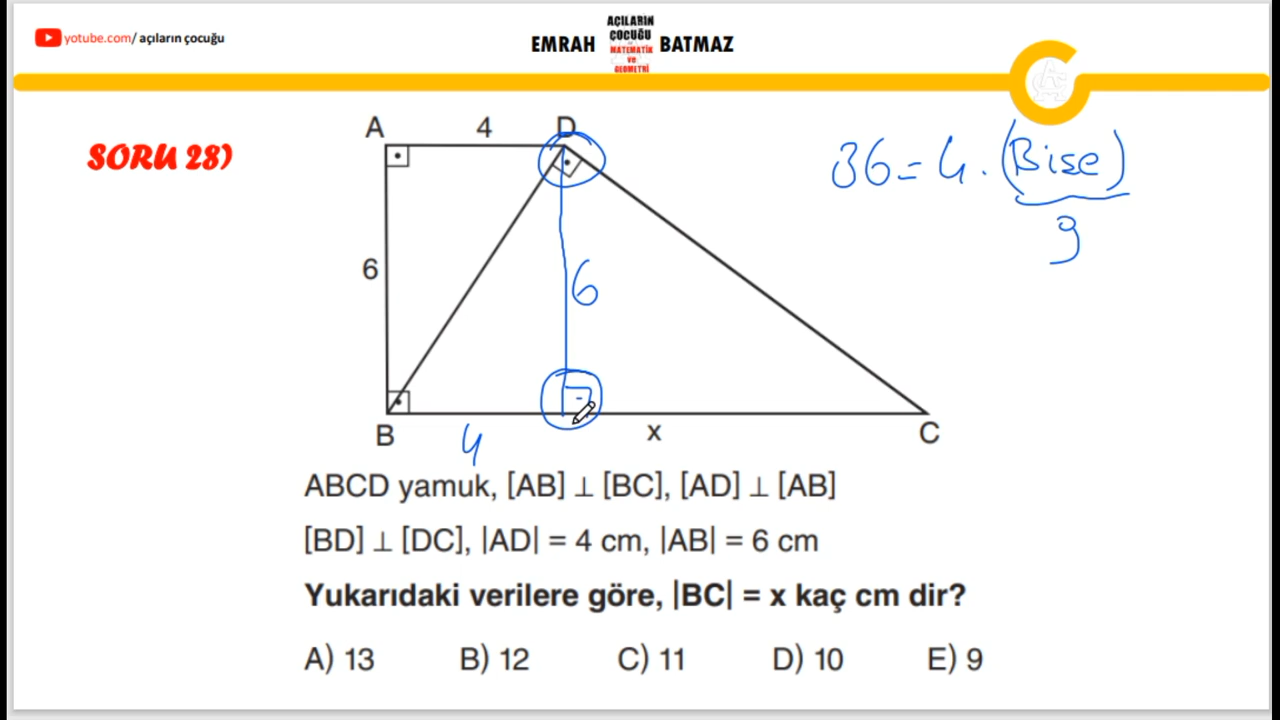 yotube.com/ açıların çocuğu
AÇILARIN
ÇOCUĞU
EMRAH BATMAZ
MATEMATİK
ve
GEOMETRİ
SORU 28)
A 4 D
36 = 4 . (Bise)
9
6
6
B 4 x C
ABCD yamuk, [AB] ⊥ [BC], [AD] ⊥ [AB]
[BD] ⊥ [DC], |AD| = 4 cm, |AB| = 6 cm
Yukarıdaki verilere göre, |BC| = x kaç cm dir?
A) 13 B) 12 C) 11 D) 10 E) 9